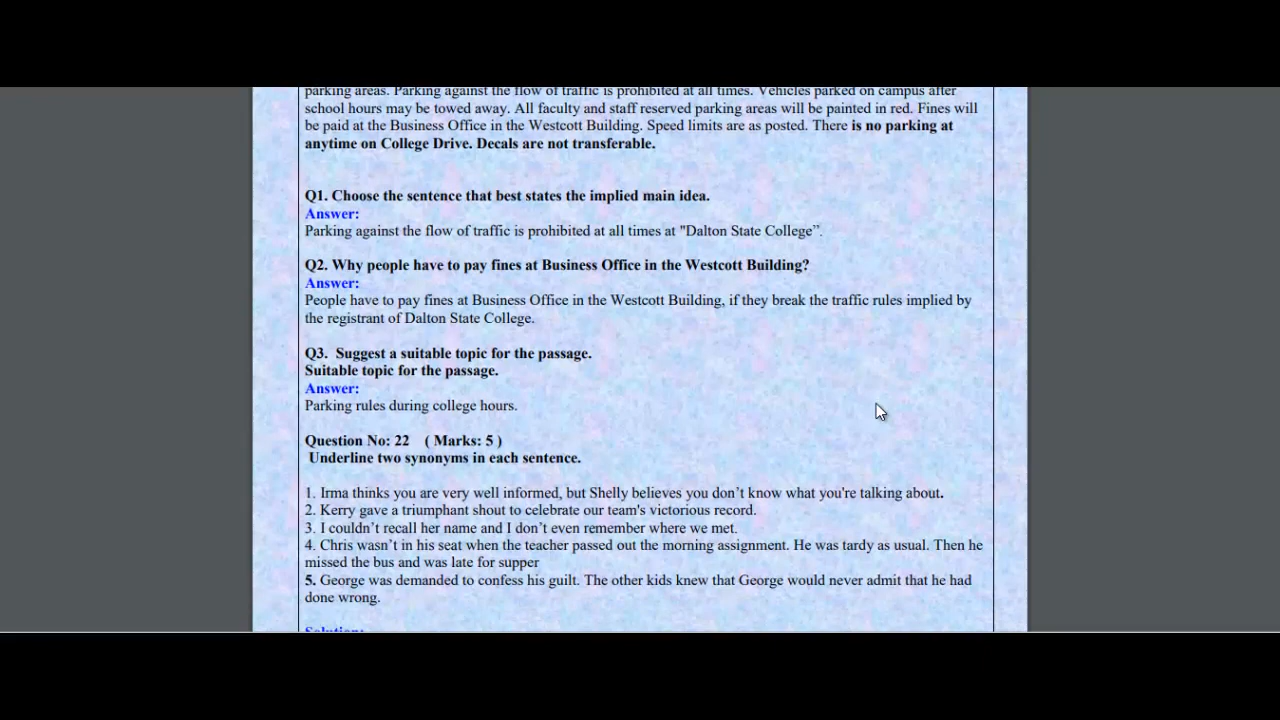 parking areas. Parking against the flow of traffic is prohibited at all times. Vehicles parked on campus after
school hours may be towed away. All faculty and staff reserved parking areas will be painted in red. Fines will
be paid at the Business Office in the Westcott Building. Speed limits are as posted. There is no parking at
anytime on College Drive. Decals are not transferable.
Q1. Choose the sentence that best states the implied main idea.
Answer:
Parking against the flow of traffic is prohibited at all times at "Dalton State College”.
Q2. Why people have to pay fines at Business Office in the Westcott Building?
Answer:
People have to pay fines at Business Office in the Westcott Building, if they break the traffic rules implied by
the registrant of Dalton State College.
Q3. Suggest a suitable topic for the passage.
Suitable topic for the passage.
Answer:
Parking rules during college hours.
Question No: 22 ( Marks: 5 )
Underline two synonyms in each sentence.
1. Irma thinks you are very well informed, but Shelly believes you don’t know what you're talking about.
2. Kerry gave a triumphant shout to celebrate our team's victorious record.
3. I couldn’t recall her name and I don’t even remember where we met.
4. Chris wasn’t in his seat when the teacher passed out the morning assignment. He was tardy as usual. Then he
missed the bus and was late for supper
5. George was demanded to confess his guilt. The other kids knew that George would never admit that he had
done wrong.